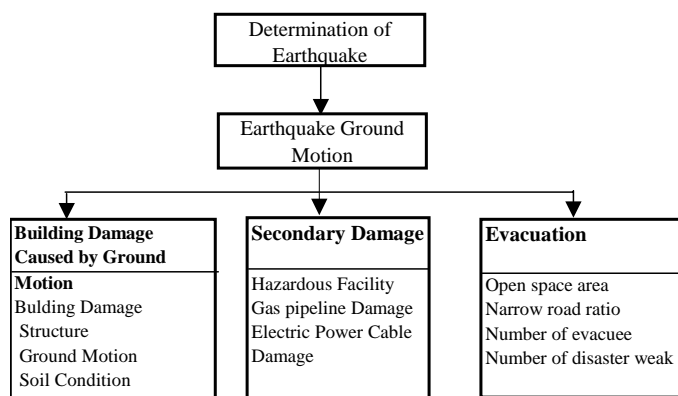 Determination of
Earthquake
Earthquake Ground
Motion
Building Damage
Caused by Ground
Motion
Bulding Damage
Structure
Ground Motion
Soil Condition
Secondary Damage
Hazardous Facility
Gas pipeline Damage
Electric Power Cable
Damage
Evacuation
Open space area
Narrow road ratio
Number of evacuee
Number of disaster weak